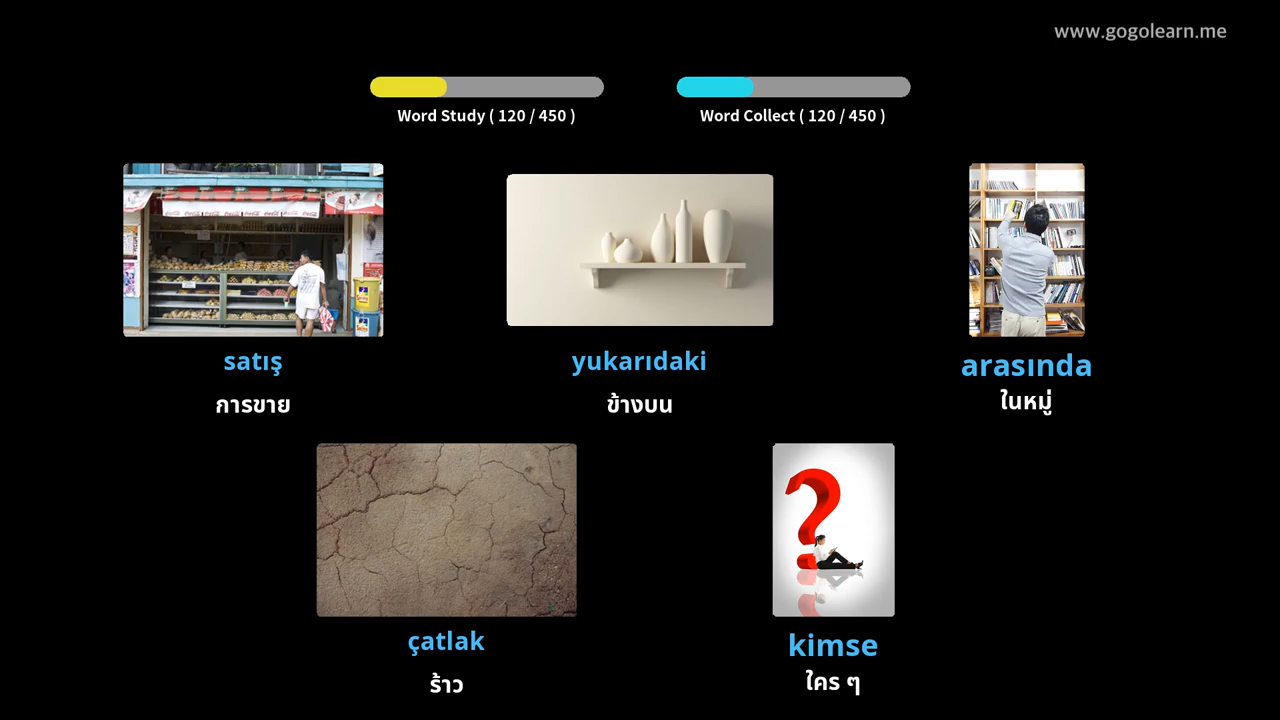 www.gogolearn.me
Word Study ( 120 / 450 )
Word Collect ( 120 / 450 )
satış
การขาย
yukarıdaki
ข้างบน
arasında
ในหมู่
çatlak
ร้าว
kimse
ใคร ๆ